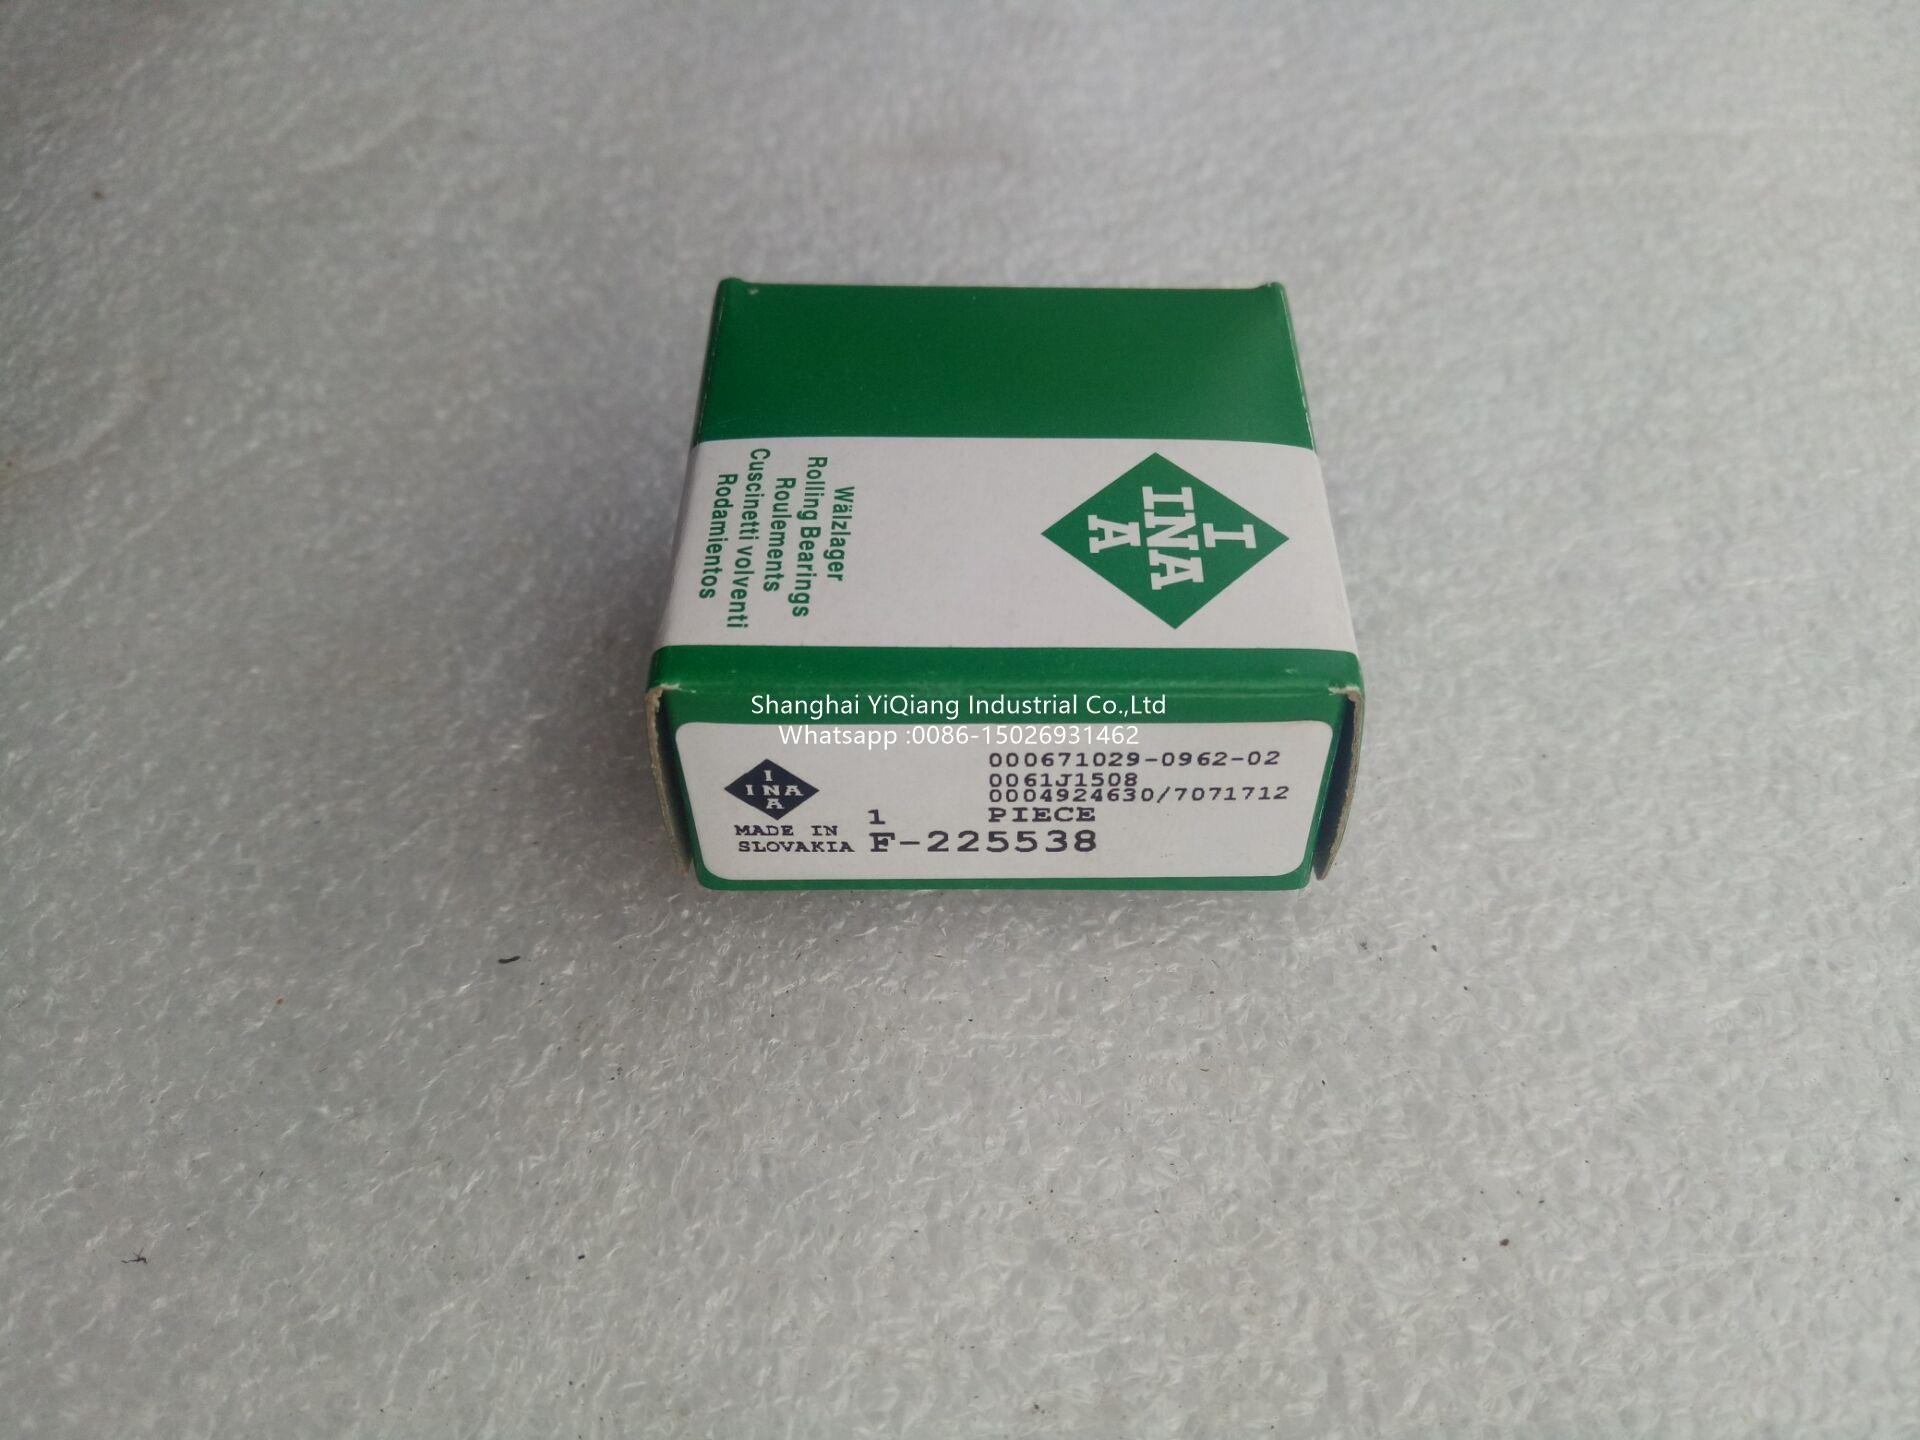 I
INA
A
Wälzlager
Rolling Bearings
Roulements
Cuscinetti volventi
Rodamientos
Shanghai YiQiang Industrial Co.,Ltd
Whatsapp :0086-15026931462
I
INA
A
000671029-0962-02
0061J1508
0004924630/7071712
1 PIECE
MADE IN
SLOVAKIA
F-225538